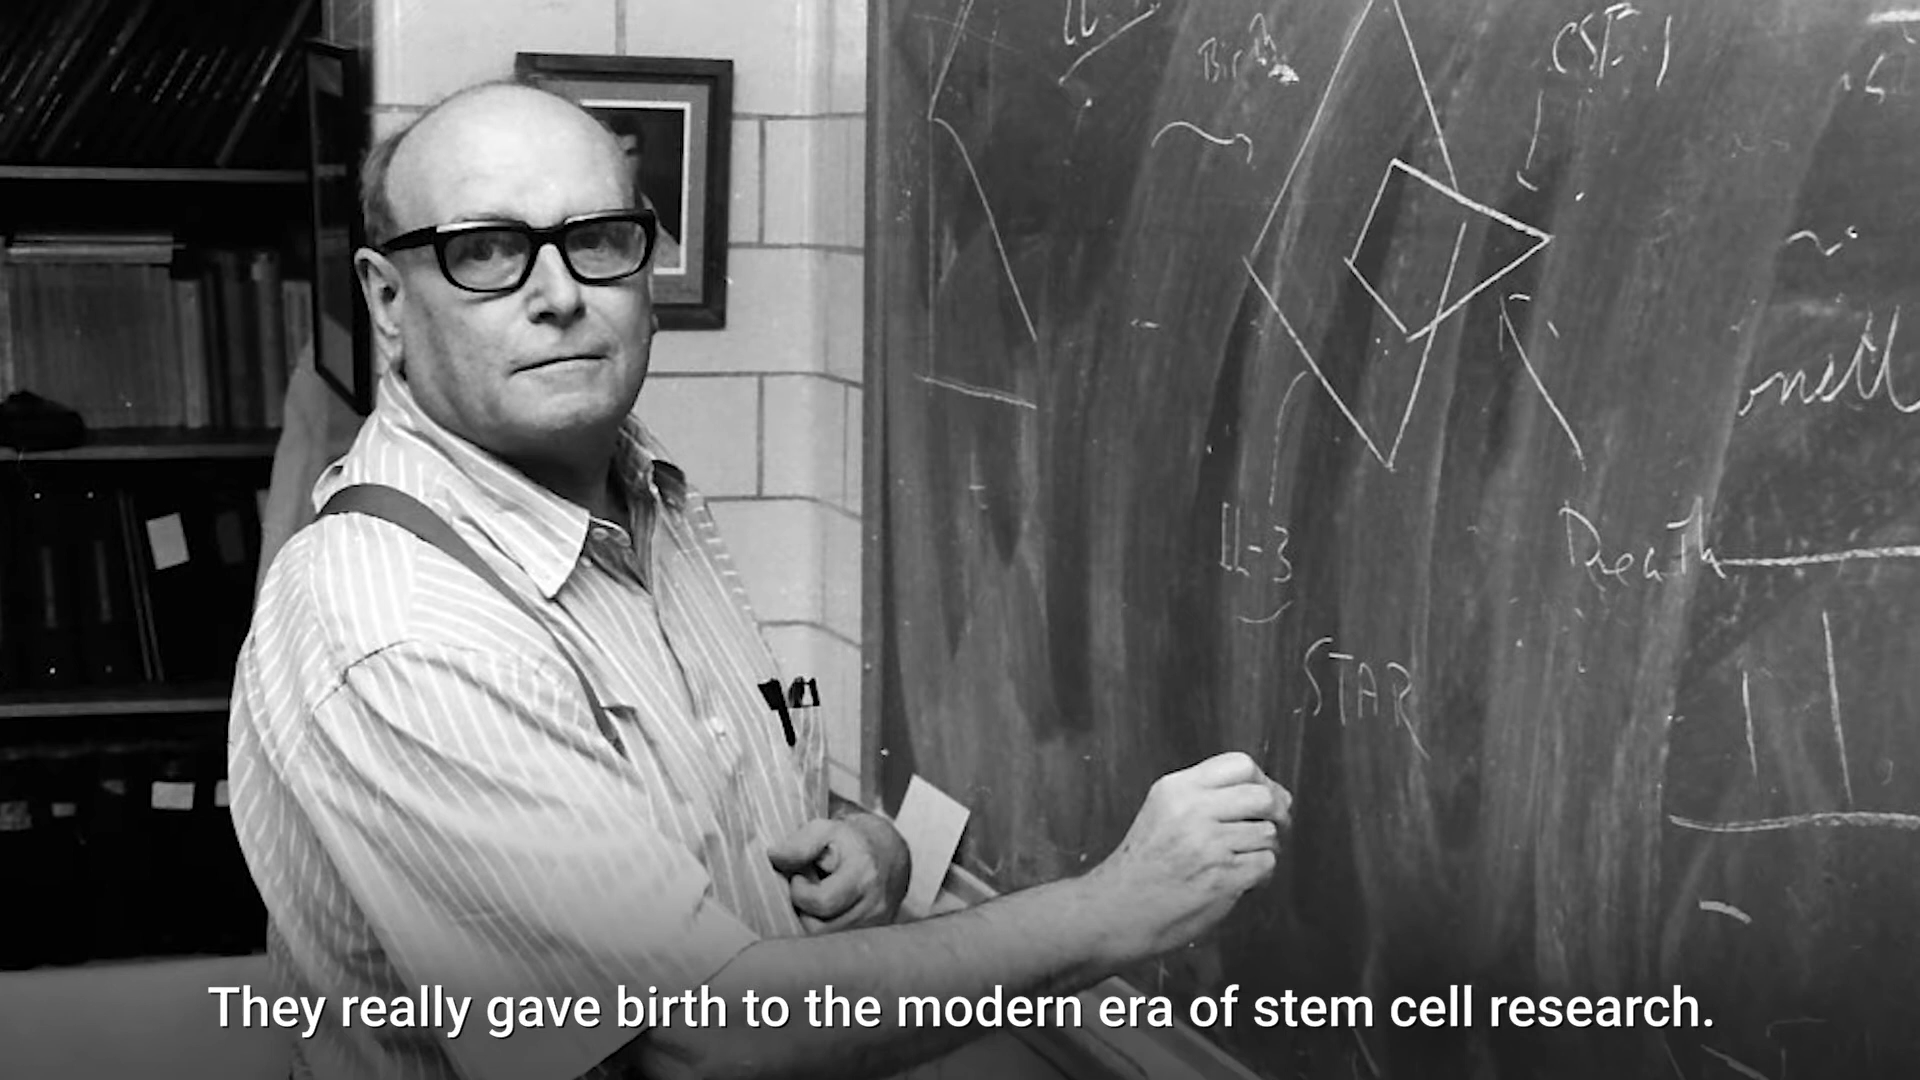 Birth
CSF-1
IL-3
Death
STAR
They really gave birth to the modern era of stem cell research.